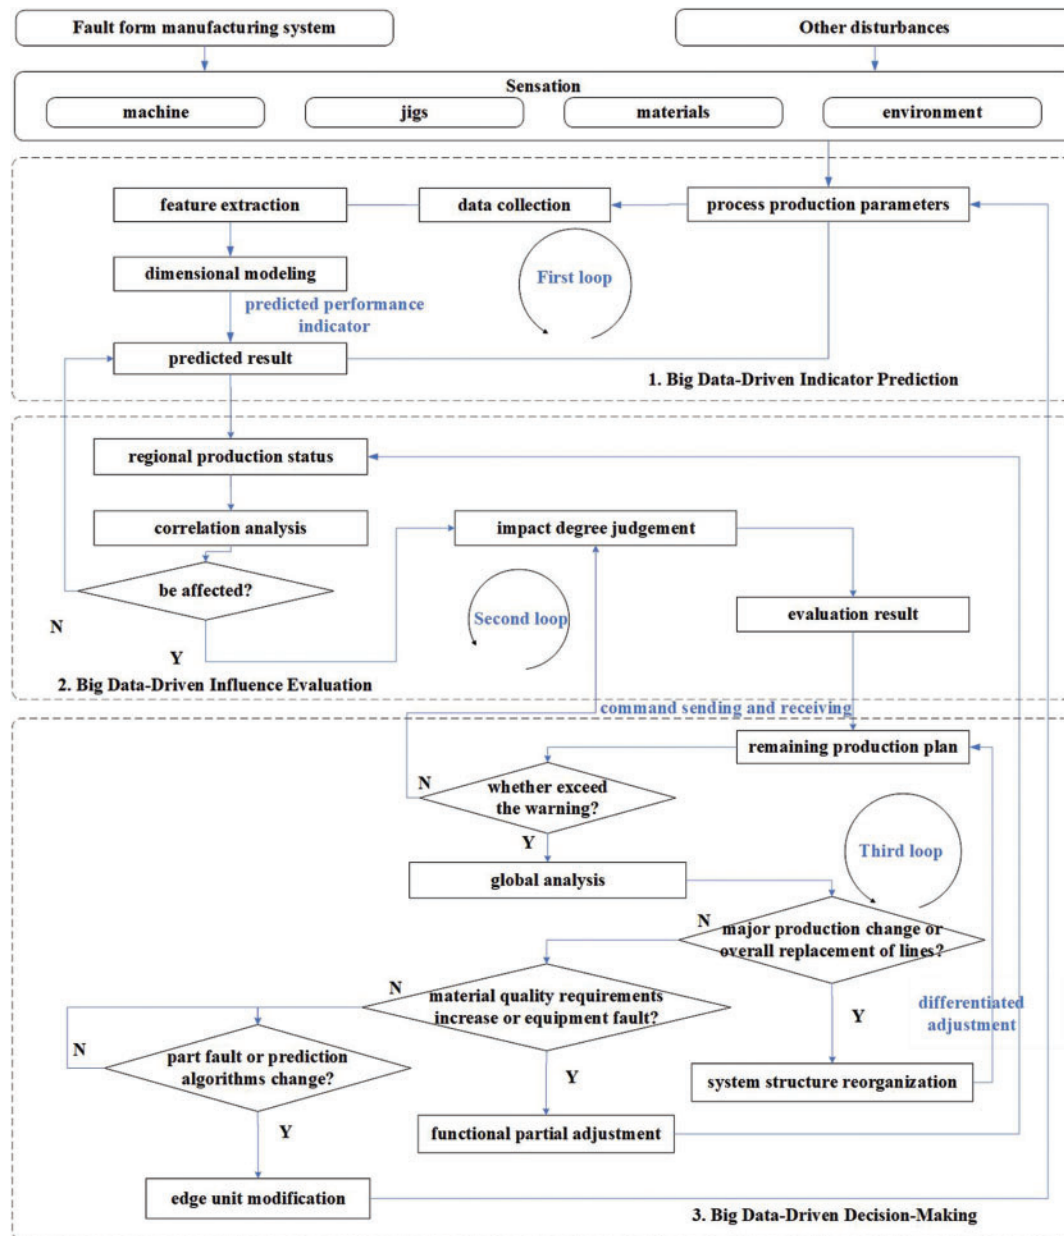 Fault form manufacturing system
Other disturbances
Sensation
machine
jigs
materials
environment
feature extraction
data collection
process production parameters
dimensional modeling
First loop
predicted performance
indicator
predicted result
1. Big Data-Driven Indicator Prediction
regional production status
correlation analysis
impact degree judgement
be affected?
N
Y
Second loop
evaluation result
2. Big Data-Driven Influence Evaluation
command sending and receiving
remaining production plan
N
whether exceed
the warning?
Y
Third loop
global analysis
N
major production change or
overall replacement of lines?
N
material quality requirements
increase or equipment fault?
Y
differentiated
adjustment
N
part fault or prediction
algorithms change?
Y
system structure reorganization
Y
functional partial adjustment
edge unit modification
3. Big Data-Driven Decision-Making